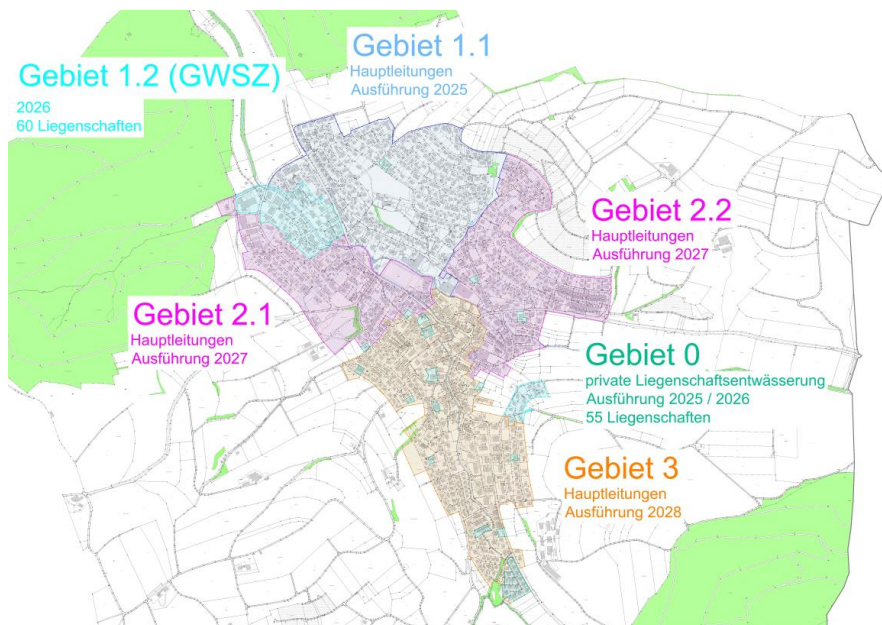 Gebiet 1.1
Hauptleitungen
Ausführung 2025
Gebiet 1.2 (GWSZ)
2026
60 Liegenschaften
Gebiet 2.2
Hauptleitungen
Ausführung 2027
Gebiet 2.1
Hauptleitungen
Ausführung 2027
Gebiet 0
private Liegenschaftsentwässerung
Ausführung 2025 / 2026
55 Liegenschaften
Gebiet 3
Hauptleitungen
Ausführung 2028